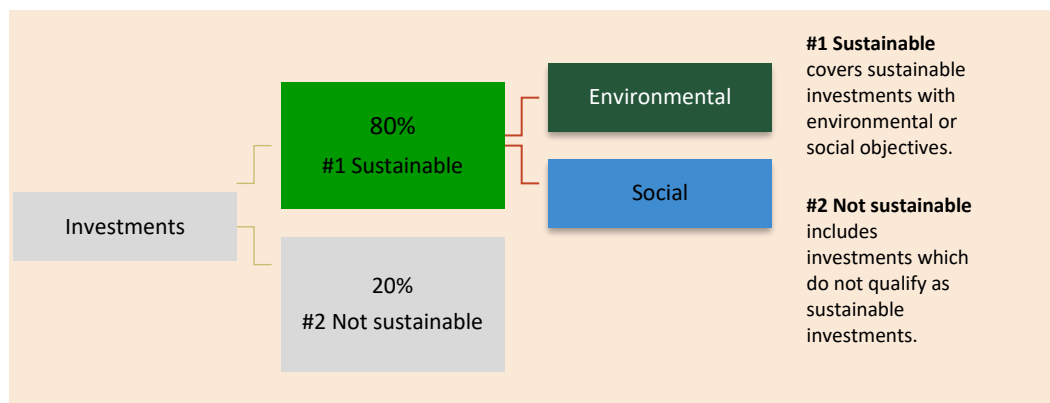 Investments
80%
#1 Sustainable
20%
#2 Not sustainable
Environmental
Social
#1 Sustainable
covers sustainable
investments with
environmental or
social objectives.
#2 Not sustainable
includes
investments which
do not qualify as
sustainable
investments.